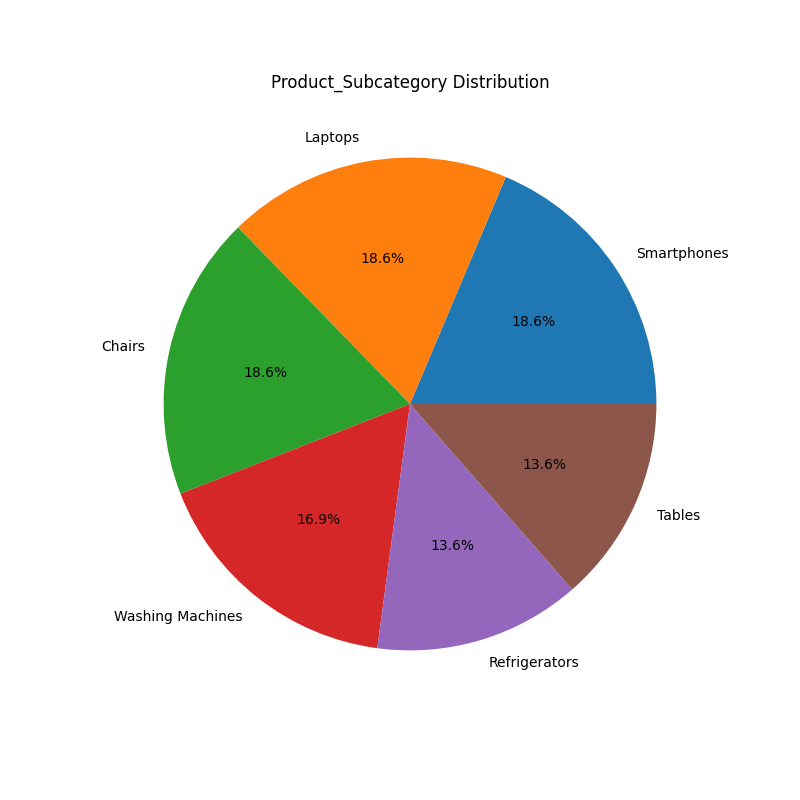 Product_Subcategory Distribution
Laptops
Smartphones
18.6%
18.6%
Chairs
18.6%
13.6%
Tables
16.9%
13.6%
Washing Machines
Refrigerators